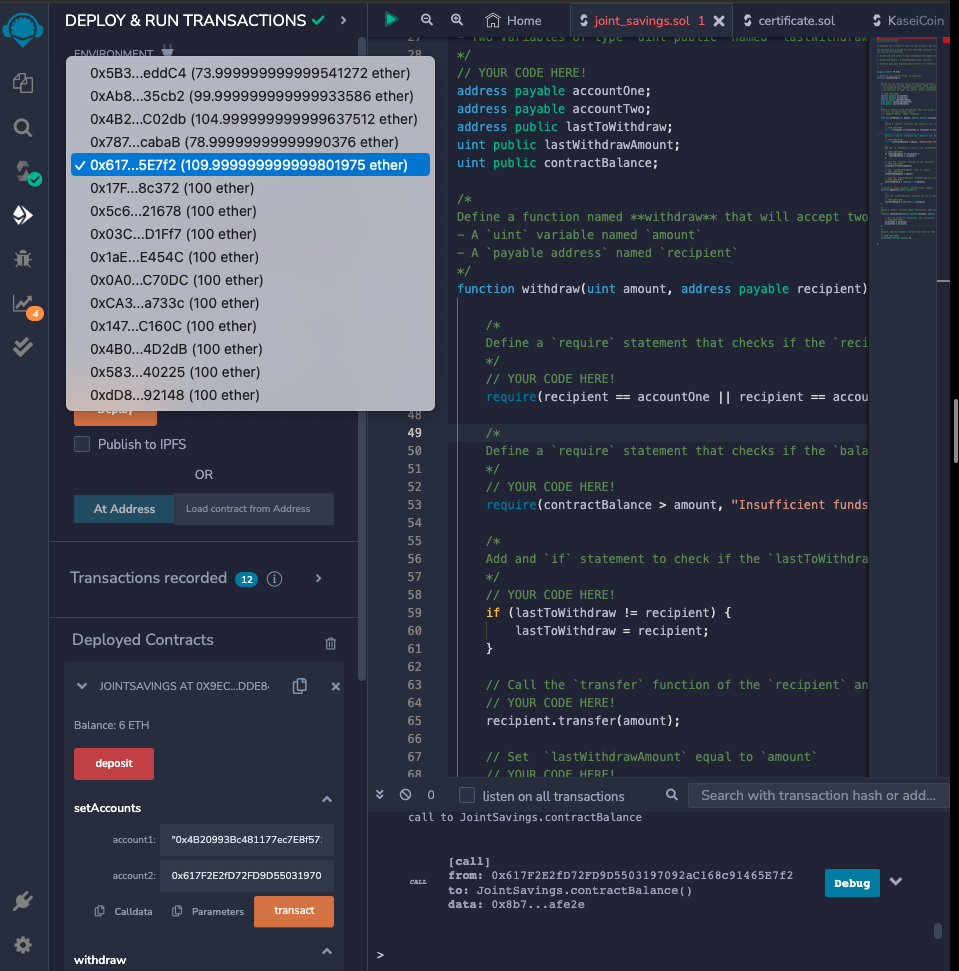 DEPLOY & RUN TRANSACTIONS
ENVIRONMENT
0x5B3...eddC4 (73.999999999999541272 ether)
0xAb8...35cb2 (93.999999999999933586 ether)
0x4B2...C02db (104.999999999999637512 ether)
0x787...cabaB (78.99999999999990376 ether)
0x617...5E7f2 (109.999999999999801975 ether)
0x17F...8c372 (100 ether)
0x5c6...21678 (100 ether)
0x03C...D1Ff7 (100 ether)
0x1aE...E454C (100 ether)
0x0A0...C70DC (100 ether)
0xCA3...a733c (100 ether)
0x147...C160C (100 ether)
0x4B0...4D2dB (100 ether)
0x583...40225 (100 ether)
0xdD8...92148 (100 ether)
Deploy
Publish to IPFS
OR
At Address
Load contract from Address
Transactions recorded 12 i
Deployed Contracts
JOINTSAVINGS AT 0X9EC...DDE84
Balance: 6 ETH
deposit
setAccounts
account1: "0x4B20993Bc481177ec7E8f57
account2: 0x617F2E2fD72FD9D5503197０
Calldata
Parameters
transact
withdraw
4
Home
joint_savings.sol 1
certificate.sol
KaseiCoin
27 - Two variables of type `uint public` named `lastWithdraw
28 */
// YOUR CODE HERE!
address payable accountOne;
address payable accountTwo;
address public lastToWithdraw;
uint public lastWithdrawAmount;
uint public contractBalance;
/*
Define a function named **withdraw** that will accept two
- A `uint` variable named `amount`
- A `payable address` named `recipient`
*/
function withdraw(uint amount, address payable recipient)
/*
Define a `require` statement that checks if the `reci
*/
// YOUR CODE HERE!
require(recipient == accountOne || recipient == accou
48
49 /*
50 Define a `require` statement that checks if the `bala
51 */
52 // YOUR CODE HERE!
53 require(contractBalance > amount, "Insufficient funds
54
55 /*
56 Add and `if` statement to check if the `lastToWithdra
57 */
58 // YOUR CODE HERE!
59 if (lastToWithdraw != recipient) {
60 lastToWithdraw = recipient;
61 }
62
63 // Call the `transfer` function of the `recipient` an
64 // YOUR CODE HERE!
65 recipient.transfer(amount);
66
67 // Set  `lastWithdrawAmount` equal to `amount`
68 // YOUR CODE HERE!
0
listen on all transactions
Search with transaction hash or add...
call to JointSavings.contractBalance
CALL
[call]
from: 0x617F2E2fD72FD9D5503197092aC168c91465E7f2
to: JointSavings.contractBalance()
data: 0x8b7...afe2e
Debug
>